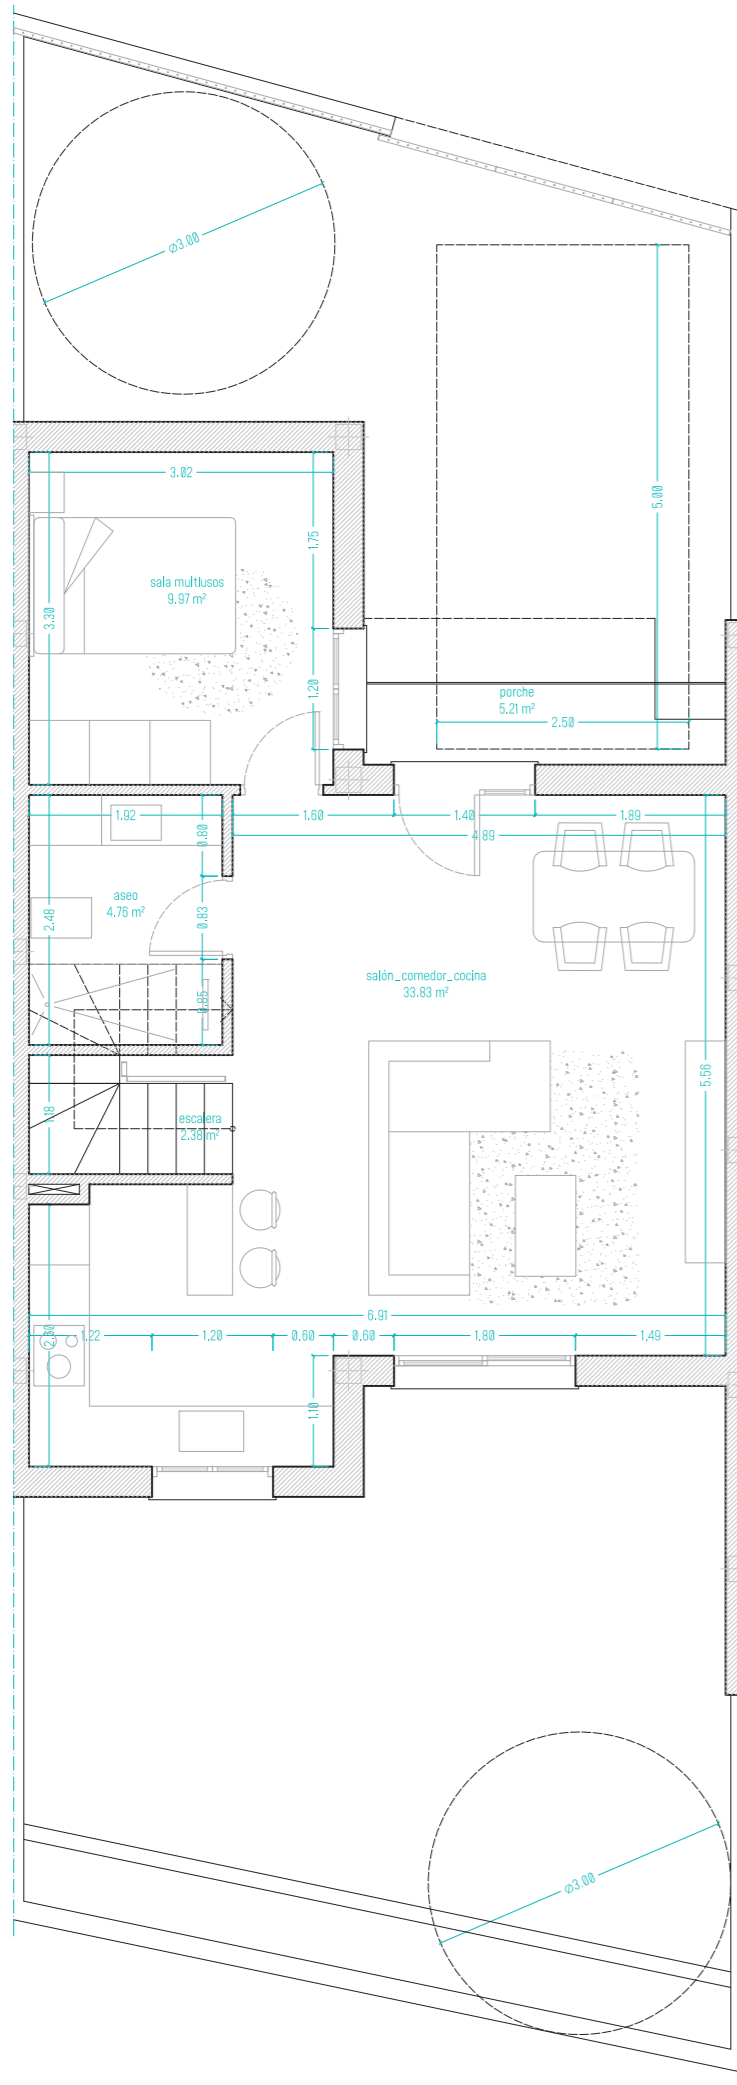 ø3.00
5.00
3.02
1.75
sala multiusos
9.97 m²
3.30
1.20
porche
5.21 m²
2.50
1.92
1.60
1.40
1.89
4.89
0.80
aseo
4.76 m²
2.48
0.83
salón_comedor_cocina
33.83 m²
0.85
5.56
1.18
escalera
2.38 m²
6.91
2.60
1.22
1.20
0.60
0.60
1.80
1.49
1.10
ø3.00